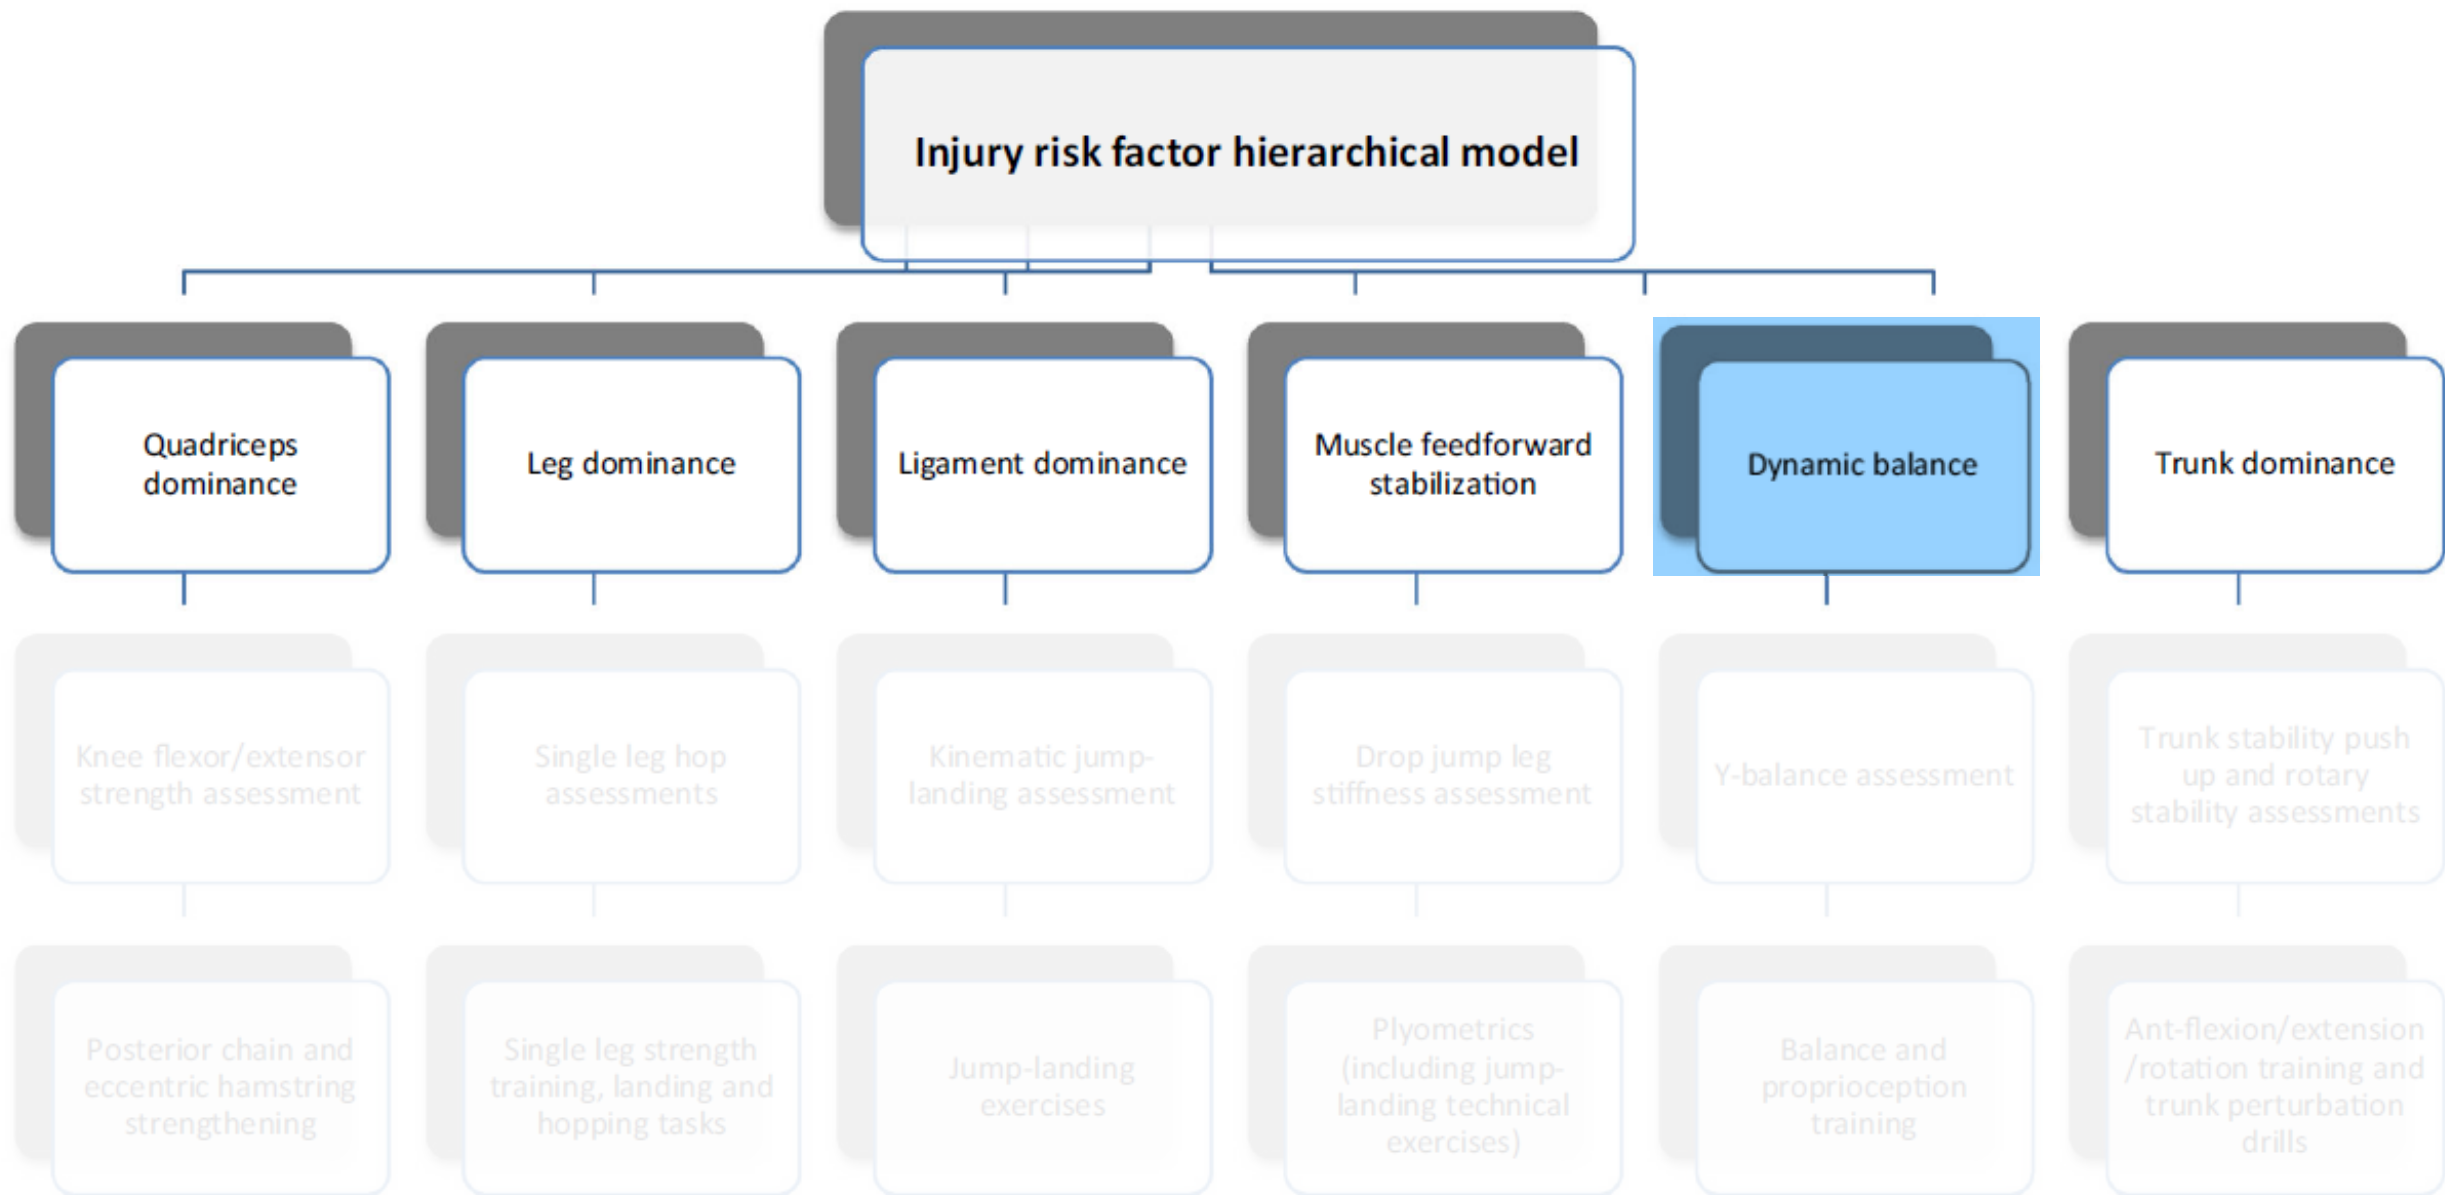 Injury risk factor hierarchical model
Quadriceps
dominance
Leg dominance
Ligament dominance
Muscle feedforward
stabilization
Dynamic balance
Trunk dominance
Knee flexor/extensor
strength assessment
Single leg hop
assessments
Kinematic jump-
landing assessment
Drop jump leg
stiffness assessment
Y-balance assessment
Trunk stability push
up and rotary
stability assessments
Posterior chain and
eccentric hamstring
strengthening
Single leg strength
training, landing and
hopping tasks
Jump-landing
exercises
Plyometrics
(including jump-
landing technical
exercises)
Balance and
proprioception
training
Ant-flexion/extension
/rotation training and
trunk perturbation
drills